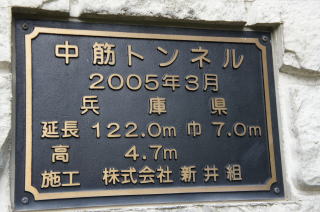 中筋トンネル
2005年3月
兵庫県
延長 122.0m 巾 7.0m
高 4.7m
施工 株式会社 新井組